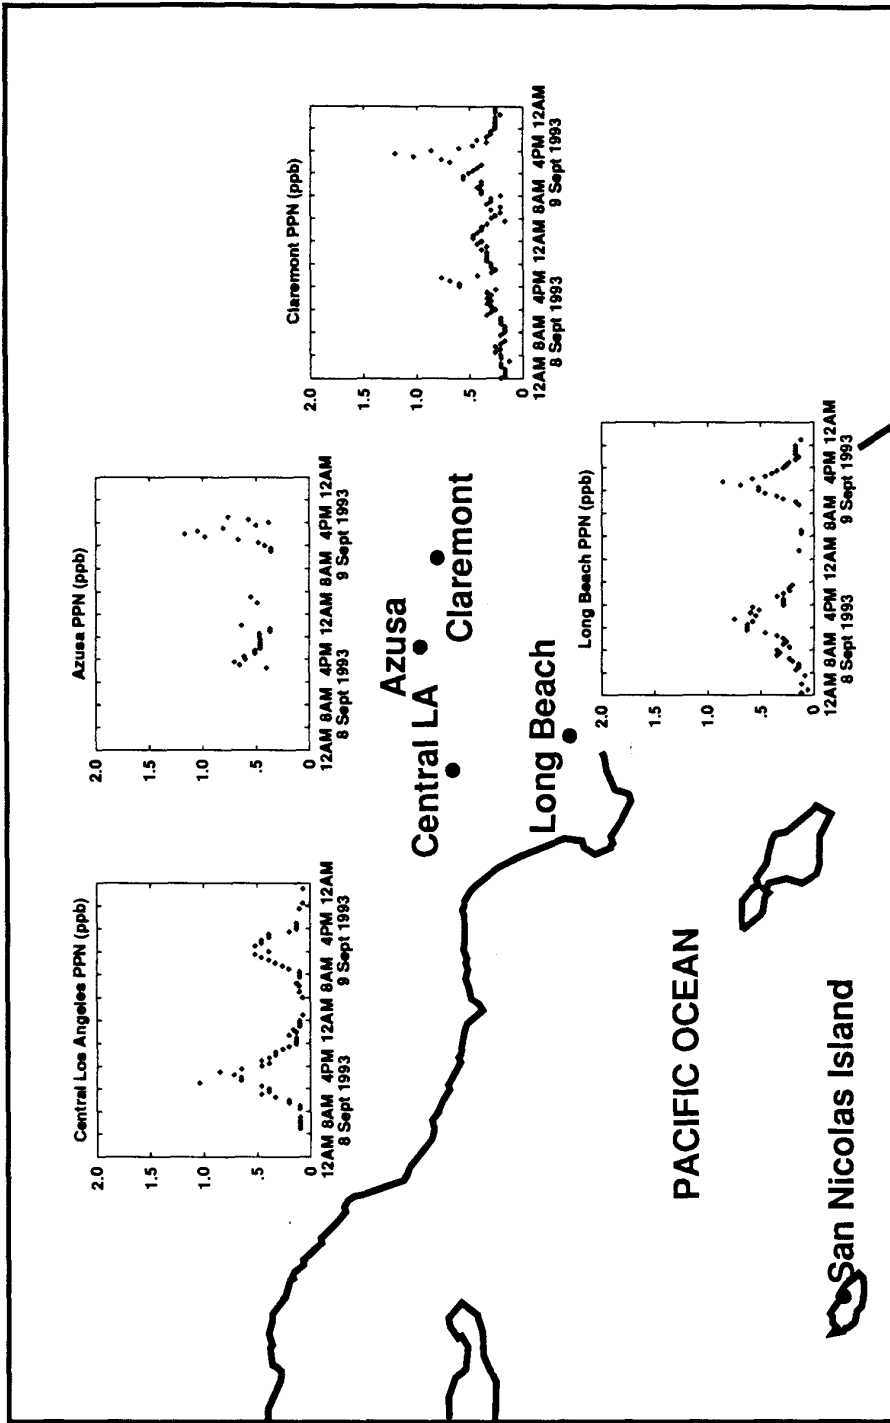 Central Los Angeles PPN (ppb)
2.0
1.5
1.0
.5
0
12AM 8AM 4PM 12AM 8AM 4PM 12AM
8 Sept 1993 9 Sept 1993
Azusa PPN (ppb)
2.0
1.5
1.0
.5
0
12AM 8AM 4PM 12AM 8AM 4PM 12AM
8 Sept 1993 9 Sept 1993
Claremont PPN (ppb)
2.0
1.5
1.0
.5
0
12AM 8AM 4PM 12AM 8AM 4PM 12AM
8 Sept 1993 9 Sept 1993
Azusa
Central LA
Claremont
Long Beach
Long Beach PPN (ppb)
2.0
1.5
1.0
.5
0
12AM 8AM 4PM 12AM 8AM 4PM 12AM
8 Sept 1993 9 Sept 1993
PACIFIC OCEAN
San Nicolas Island